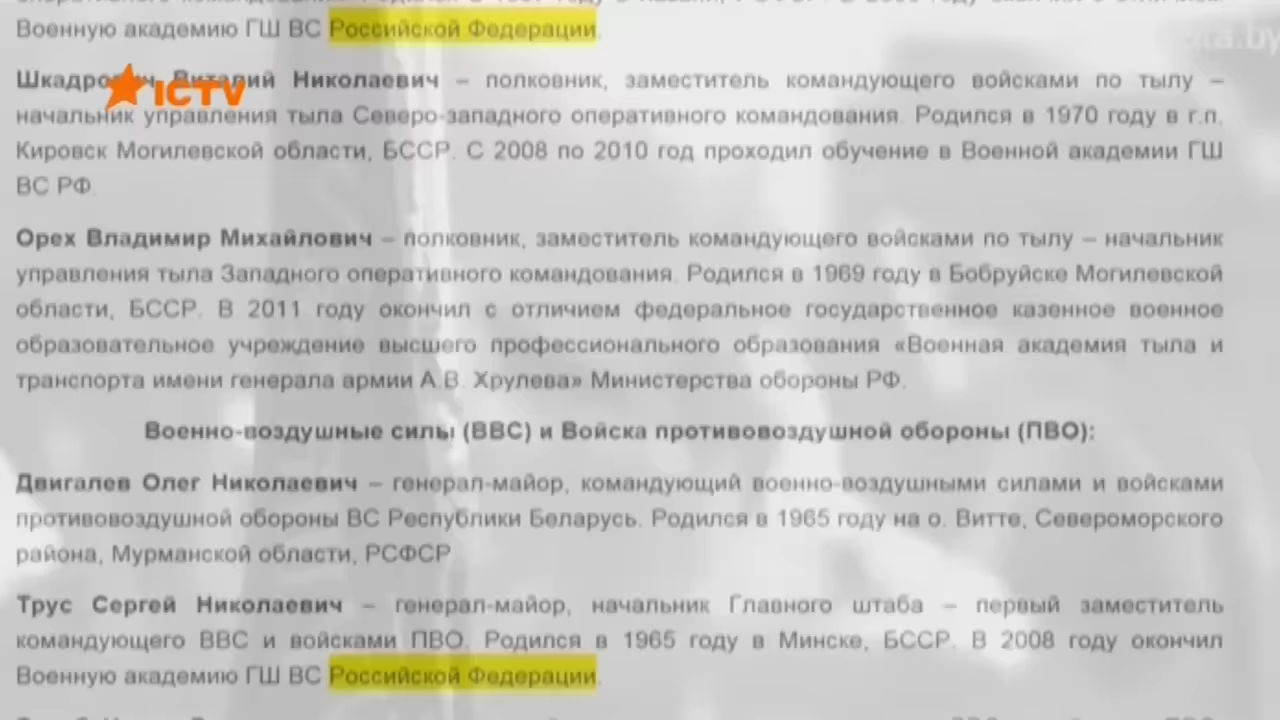 Военную академию ГШ ВС Российской Федерации.
Шкадрович Виталий Николаевич – полковник, заместитель командующего войсками по тылу –
ICTV
начальник управления тыла Северо-западного оперативного командования. Родился в 1970 году в г.п.
Кировск Могилевской области, БССР. С 2008 по 2010 год проходил обучение в Военной академии ГШ
ВС РФ.
Орех Владимир Михайлович – полковник, заместитель командующего войсками по тылу – начальник
управления тыла Западного оперативного командования. Родился в 1969 году в Бобруйске Могилевской
области, БССР. В 2011 году окончил с отличием федеральное государственное казенное военное
образовательное учреждение высшего профессионального образования «Военная академия тыла и
транспорта имени генерала армии А.В. Хрулева» Министерства обороны РФ.
Военно-воздушные силы (ВВС) и Войска противовоздушной обороны (ПВО):
Двигалев Олег Николаевич – генерал-майор, командующий военно-воздушными силами и войсками
противовоздушной обороны ВС Республики Беларусь. Родился в 1965 году на о. Витте, Североморского
района, Мурманской области, РСФСР.
Трус Сергей Николаевич – генерал-майор, начальник Главного штаба – первый заместитель
командующего ВВС и войсками ПВО. Родился в 1965 году в Минске, БССР. В 2008 году окончил
Военную академию ГШ ВС Российской Федерации.